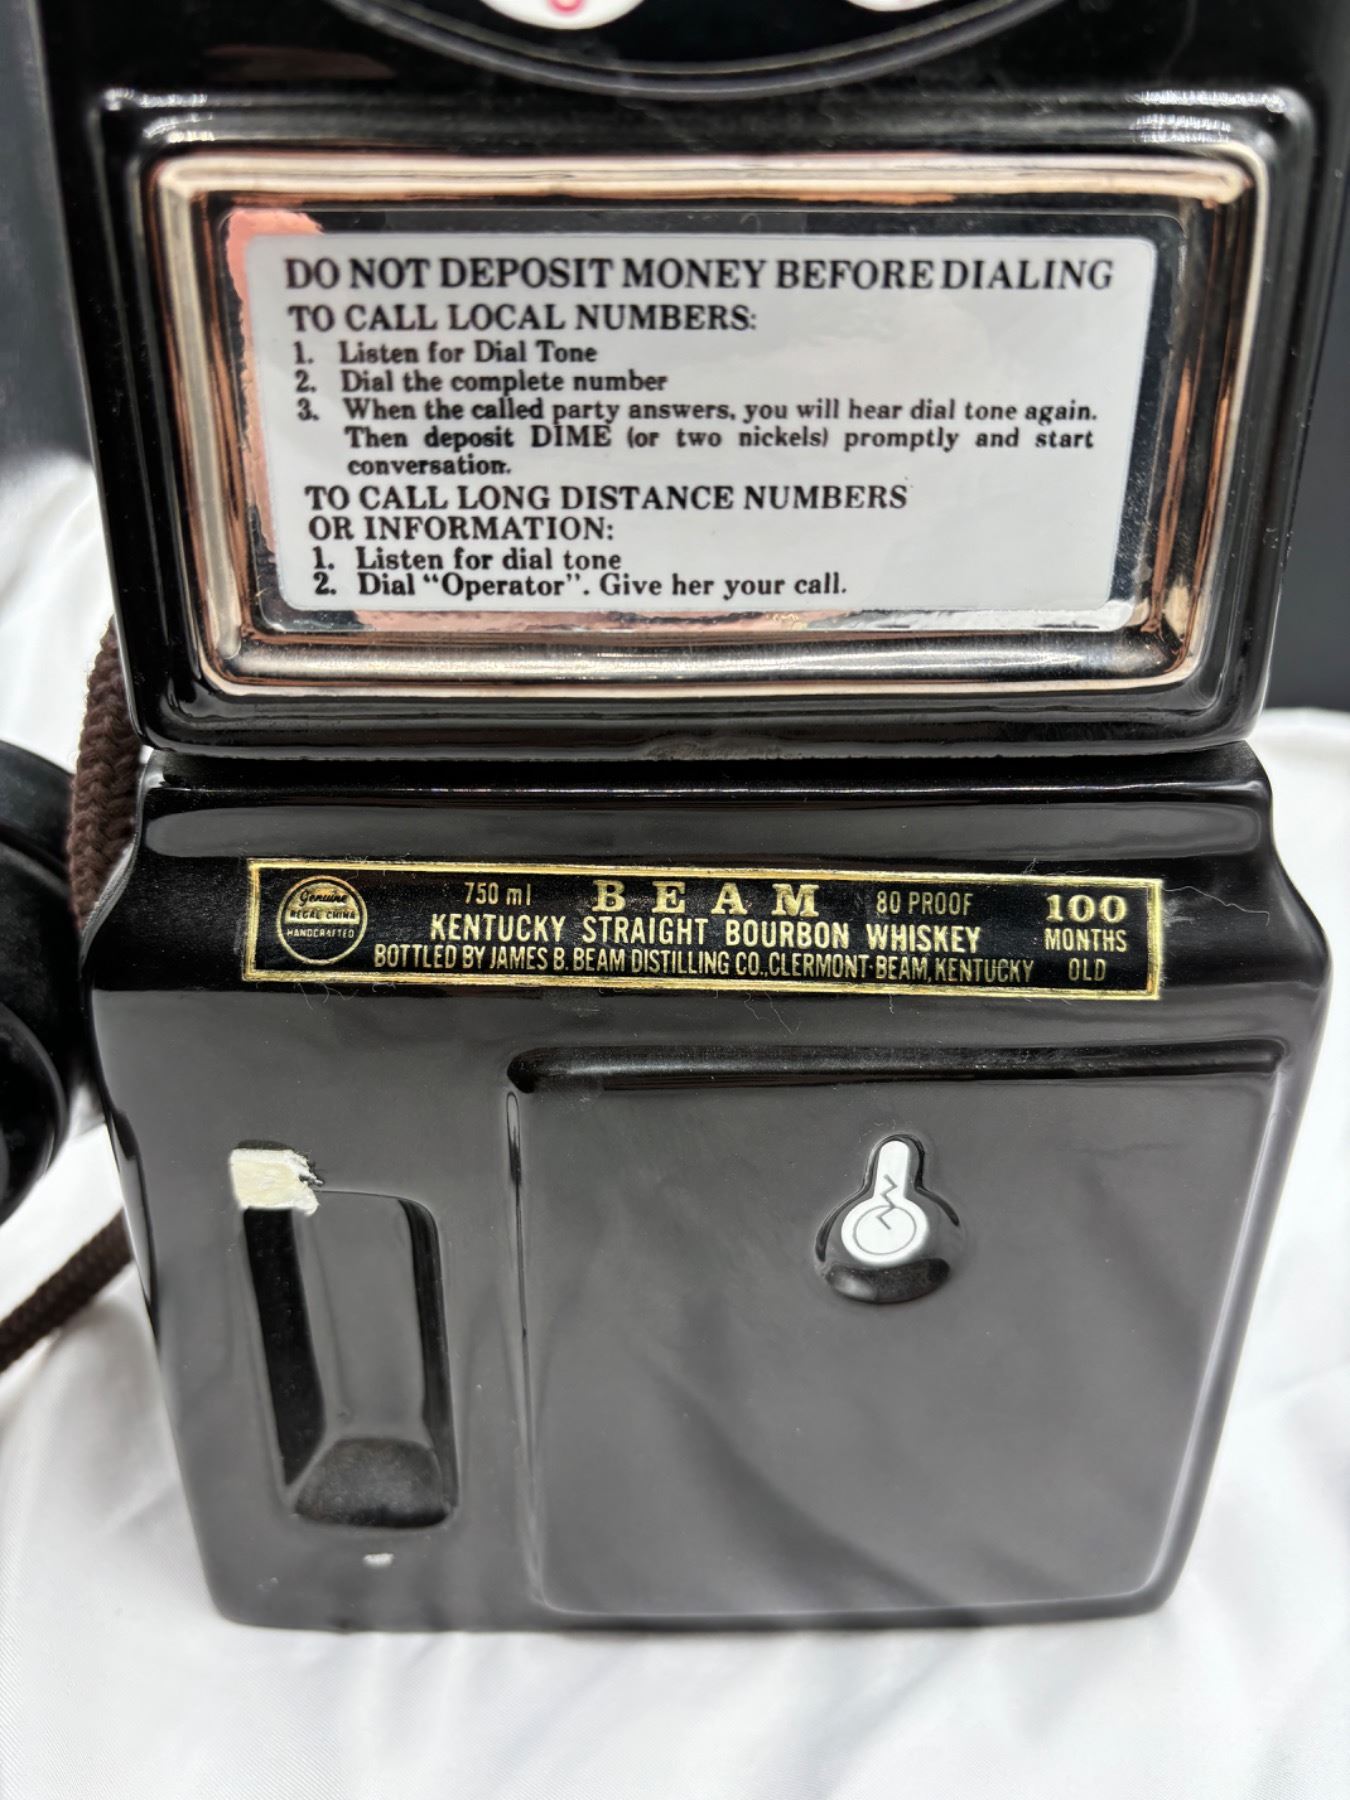 DO NOT DEPOSIT MONEY BEFORE DIALING
TO CALL LOCAL NUMBERS:
1. Listen for Dial Tone
2. Dial the complete number
3. When the called party answers, you will hear dial tone again.
Then deposit DIME (or two nickels) promptly and start
conversation.
TO CALL LONG DISTANCE NUMBERS
OR INFORMATION:
1. Listen for dial tone
2. Dial “Operator”. Give her your call.
Genuine
REGAL CHINA
HANDCRAFTED
750 ml BEAM 80 PROOF
KENTUCKY STRAIGHT BOURBON WHISKEY
BOTTLED BY JAMES B. BEAM DISTILLING CO., CLERMONT-BEAM, KENTUCKY
100
MONTHS
OLD